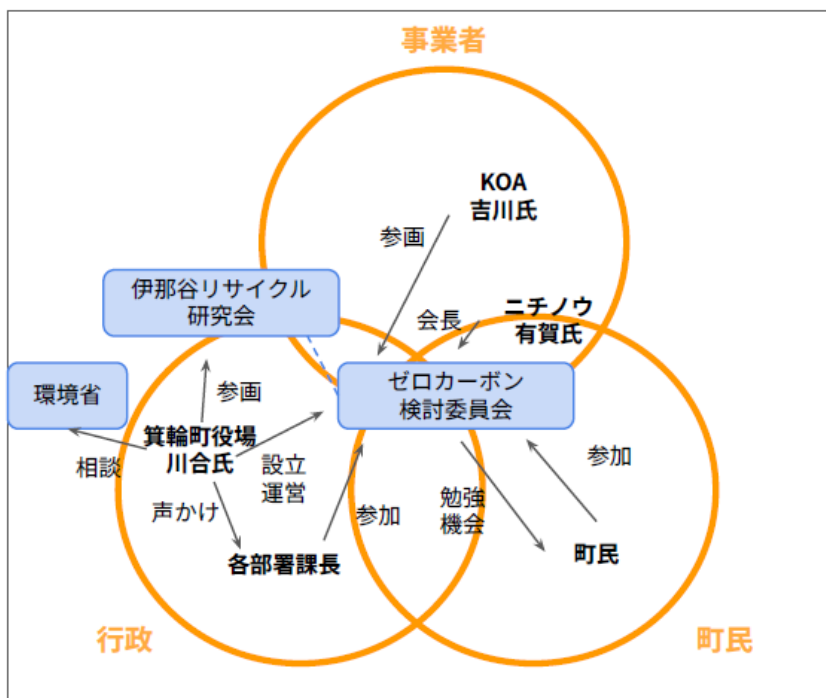 事業者
KOA
吉川氏
参画
伊那谷リサイクル
研究会
会長
ニチノウ
有賀氏
環境省
参画
ゼロカーボン
検討委員会
箕輪町役場
川合氏
相談
設立
運営
参加
声かけ
参加
勉強
機会
各部署課長
町民
行政
町民